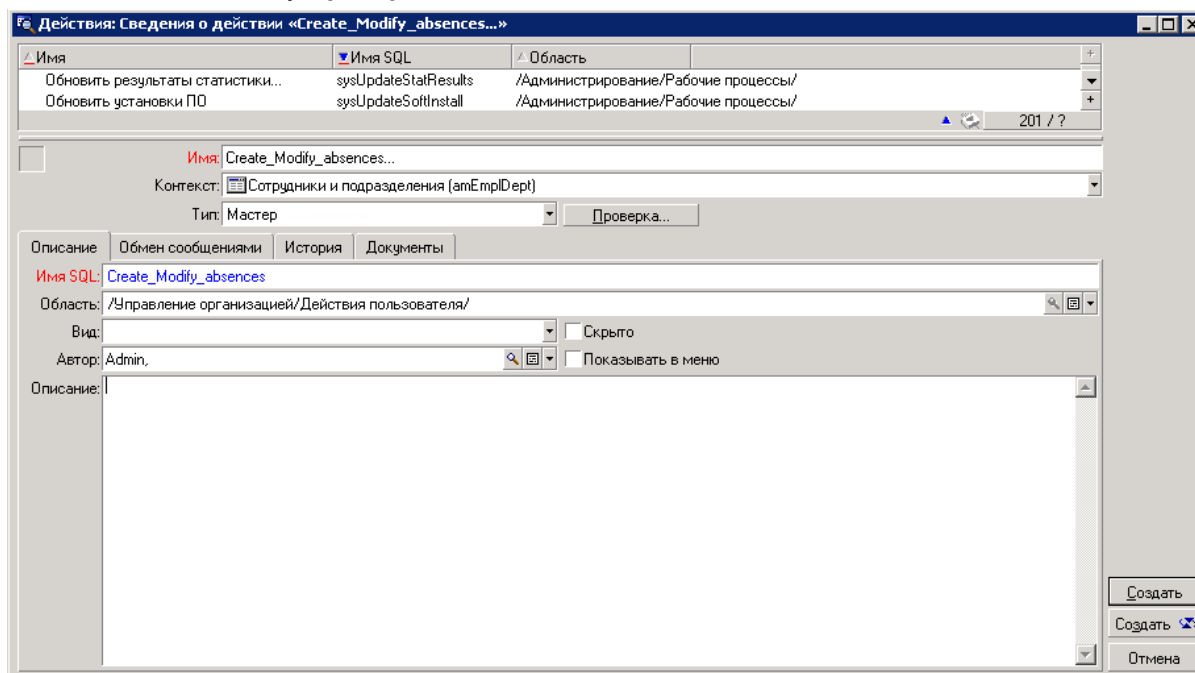 Действия: Сведения о действии «Create_Modify_absences...»
Имя Имя SQL Область
Обновить результаты статистики... sysUpdateStatResults /Администрирование/Рабочие процессы/
Обновить установки ПО sysUpdateSoftInstall /Администрирование/Рабочие процессы/
201 / ?
Имя: Create_Modify_absences...
Контекст: Сотрудники и подразделения (amEmplDept)
Тип: Мастер Проверка...
Описание Обмен сообщениями История Документы
Имя SQL: Create_Modify_absences
Область: /Управление организацией/Действия пользователя/
Вид: Скрыто
Автор: Admin, Показывать в меню
Описание:
Создать
Создать
Отмена